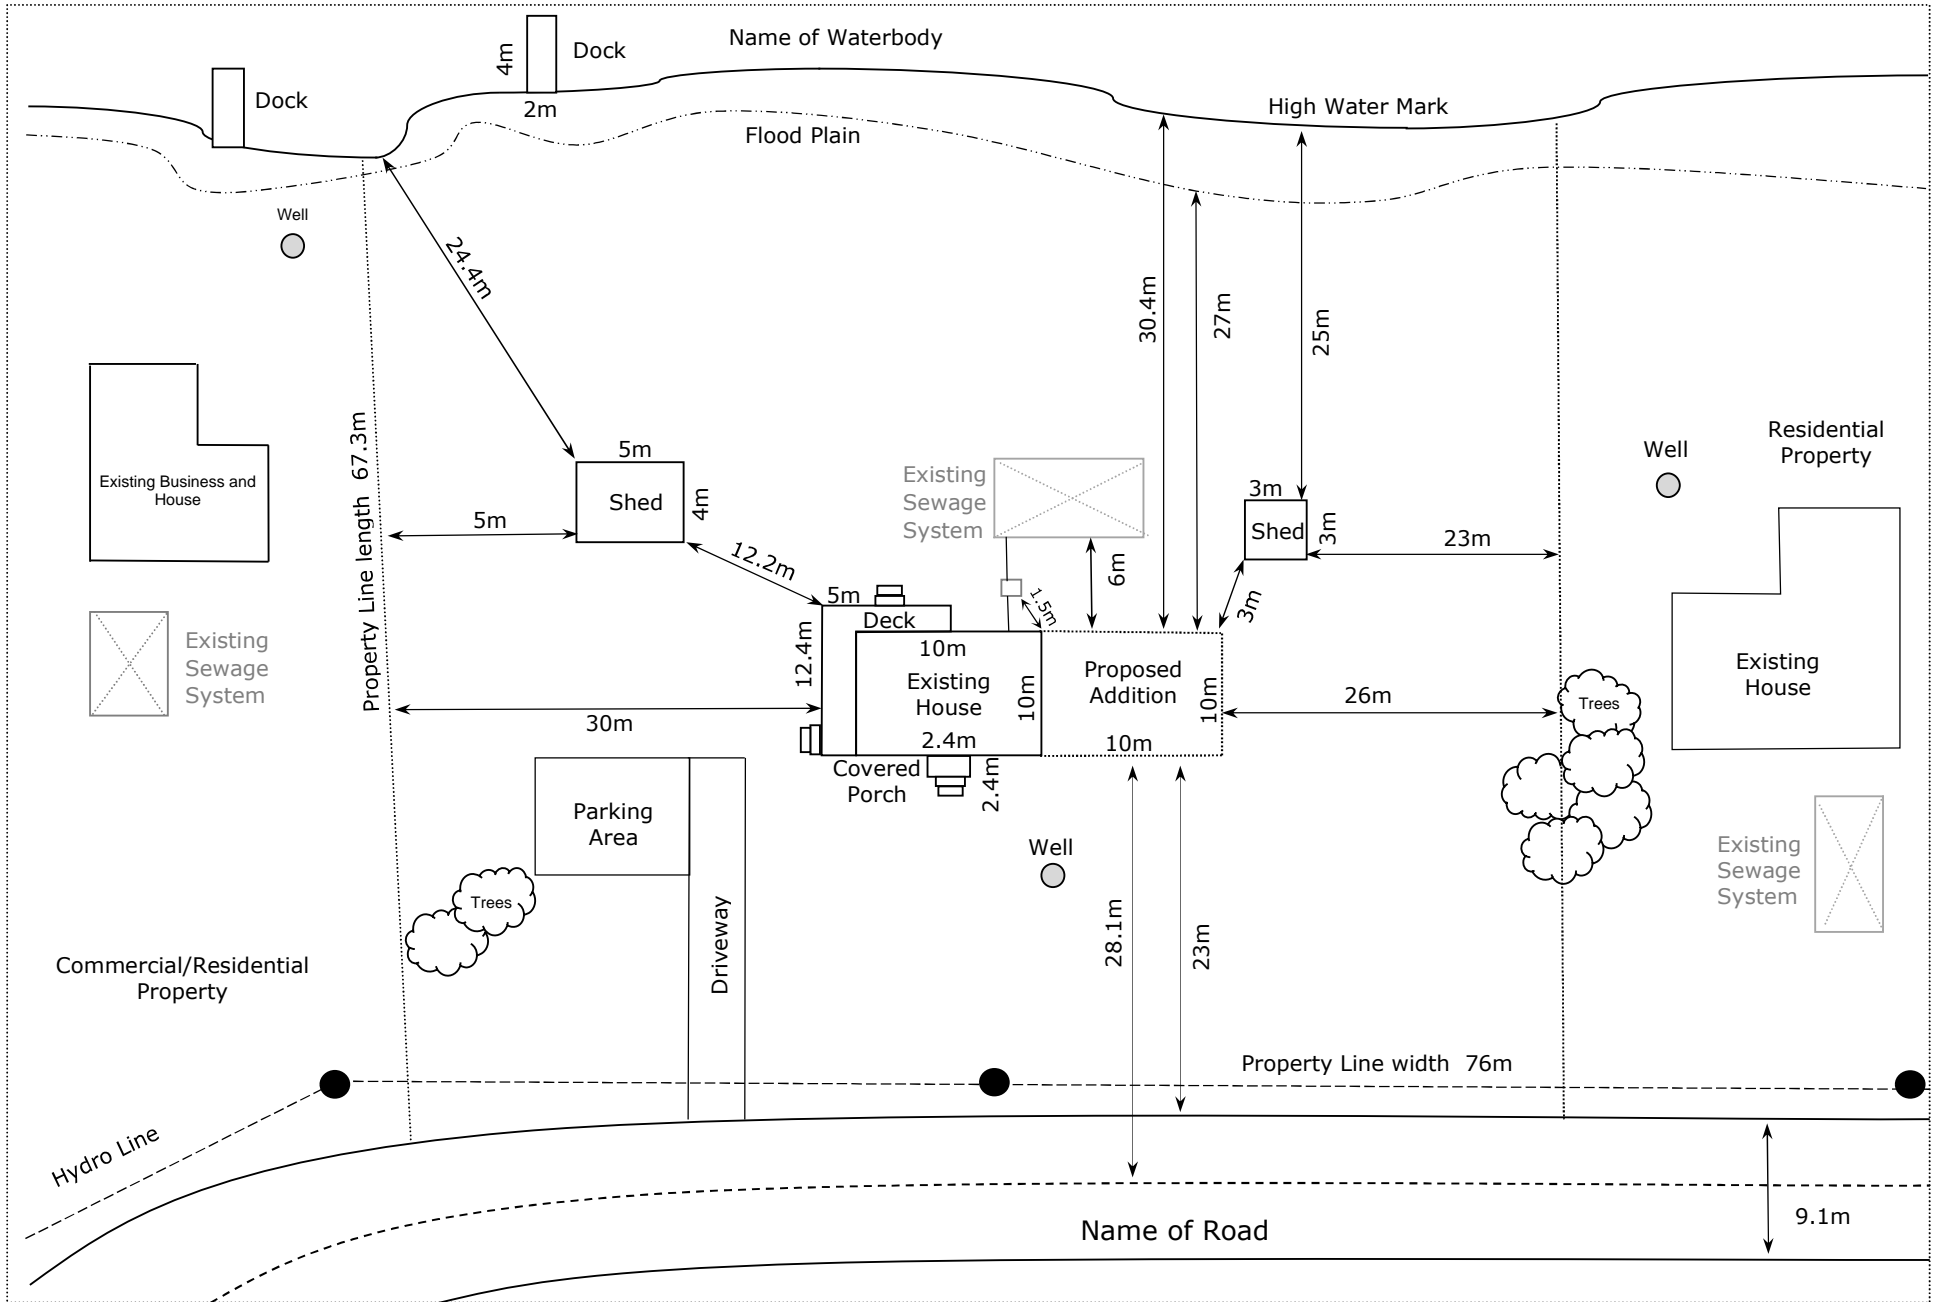 Name of Waterbody
Dock
4m
Dock
2m
High Water Mark
Flood Plain
Well
24.4m
30.4m
27m
25m
Property Line length  67.3m
Existing Business and
House
5m
Shed
4m
5m
12.2m
Existing
Sewage
System
6m
1.5m
3m
Shed
3m
3m
23m
Well
Residential
Property
Existing
Sewage
System
5m
Deck
12.4m
10m
Existing
House
10m
2.4m
Proposed
Addition
10m
10m
26m
Trees
Existing
House
30m
Covered
Porch
2.4m
Parking
Area
Well
Trees
Driveway
28.1m
23m
Existing
Sewage
System
Commercial/Residential
Property
Property Line width  76m
Hydro Line
Name of Road
9.1m